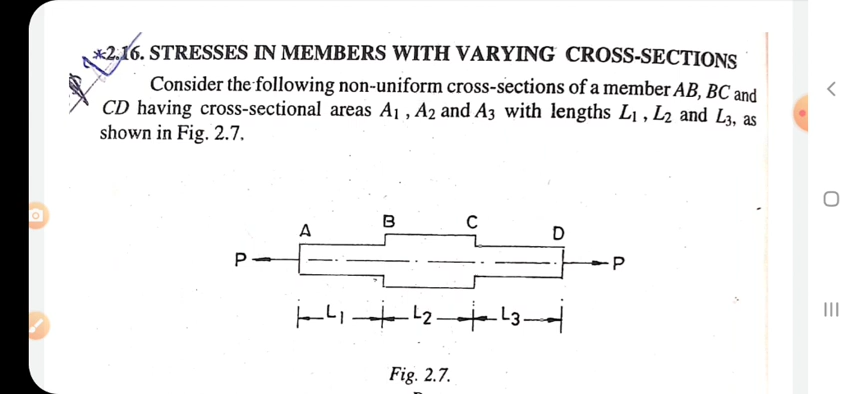 *2.16. STRESSES IN MEMBERS WITH VARYING CROSS-SECTIONS
Consider the following non-uniform cross-sections of a member AB, BC and
CD having cross-sectional areas A1 , A2 and A3 with lengths L1 , L2 and L3, as
shown in Fig. 2.7.
A B C D
P P
L1 L2 L3
Fig. 2.7.